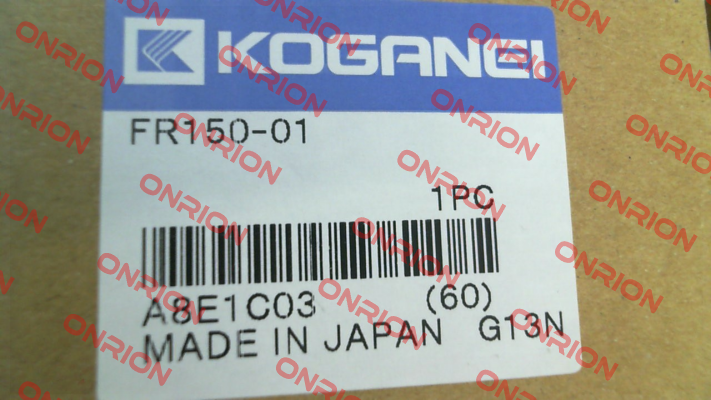 KOGANEI
FR150-01
1PC
A8E1C03 (60)
MADE IN JAPAN G13N
ONRION